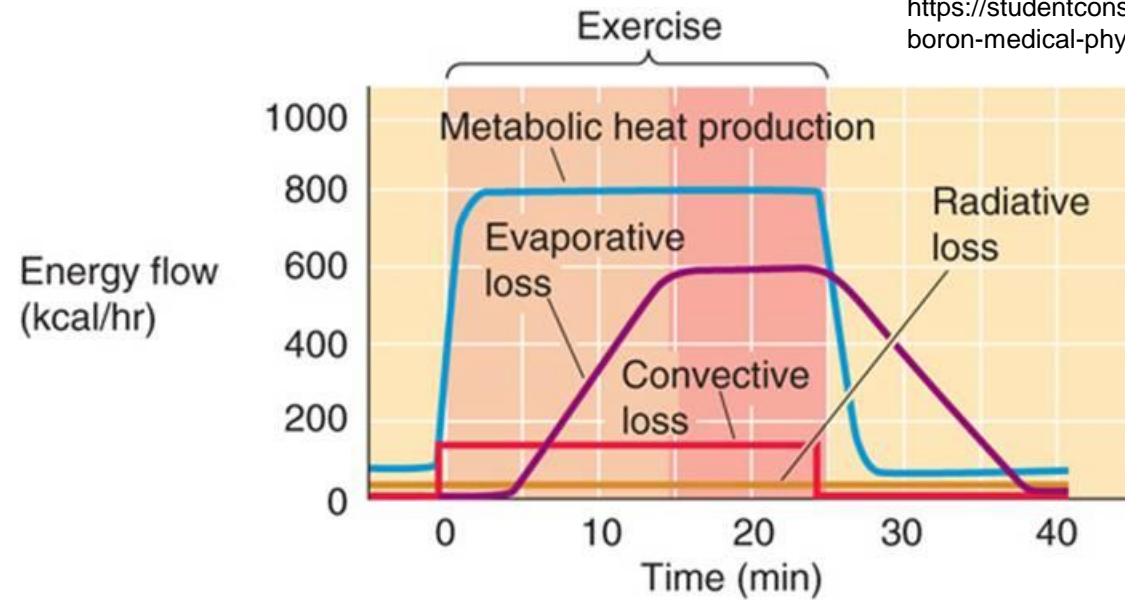 https://studentcons
boron-medical-phy
Exercise
Metabolic heat production
Evaporative
loss
Convective
loss
Radiative
loss
Energy flow
(kcal/hr)
1000
800
600
400
200
0
0 10 20 30 40
Time (min)